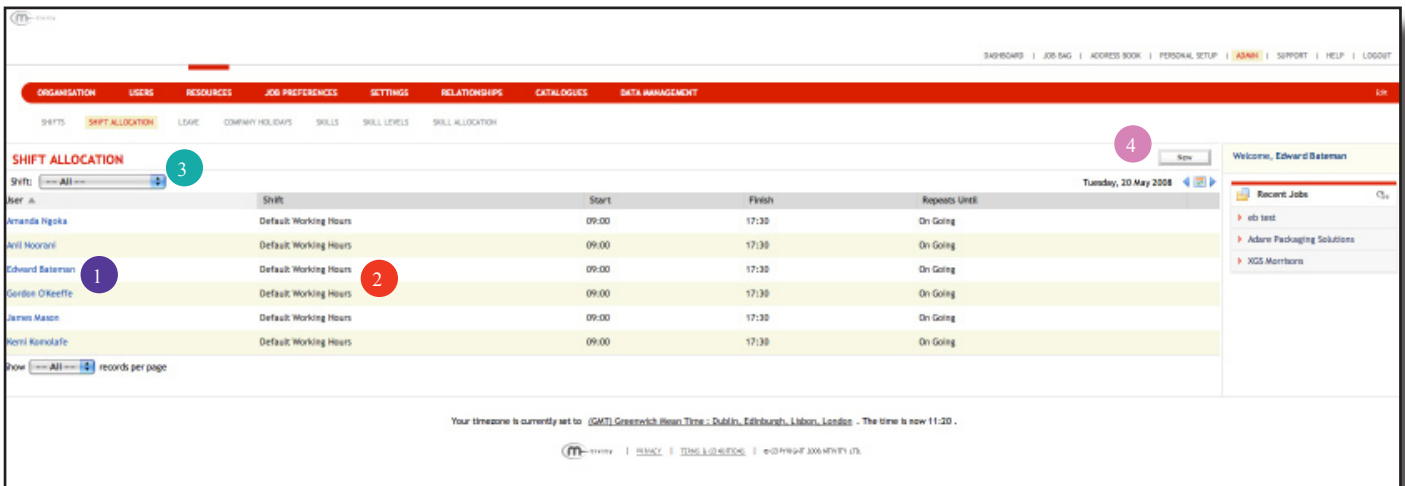 m
DASHBOARD | JOB BAG | ADDRESS BOOK | PERSONAL SETUP | ADMIN | SUPPORT | HELP | LOGOUT
ORGANISATION USERS RESOURCES JOB PREFERENCES SETTINGS RELATIONSHIPS CATALOGUES DATA MANAGEMENT Edit
SHIFTS SHIFT ALLOCATION LEAVE COMPANY HOLIDAYS SKILLS SKILL LEVELS SKILL ALLOCATION
4
SHIFT ALLOCATION New Welcome, Edward Bateman
3
Shift: -- All -- Tuesday, 20 May 2008
Recent Jobs
User Shift Start Finish Repeats Until
Amanda Ngoka Default Working Hours 09:00 17:30 On Going
eb test
Anil Noorani Default Working Hours 09:00 17:30 On Going
Adare Packaging Solutions
Edward Bateman 1 Default Working Hours 2 09:00 17:30 On Going
XGS Morrisons
Gordon O'Keeffe Default Working Hours 09:00 17:30 On Going
James Mason Default Working Hours 09:00 17:30 On Going
Kemi Komolafe Default Working Hours 09:00 17:30 On Going
Show -- All -- records per page
Your timezone is currently set to (GMT) Greenwich Mean Time : Dublin, Edinburgh, Lisbon, London . The time is now 11:20 .
m | PRIVACY | TERMS & CONDITIONS | © COPYRIGHT 2008 MTIVITY LTD.